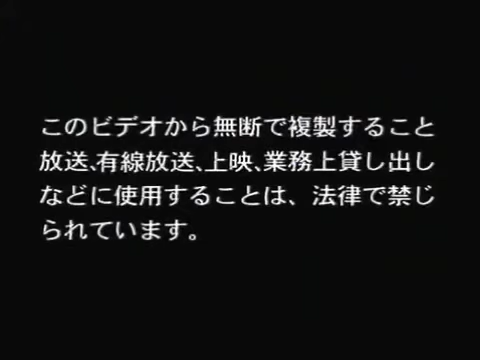 このビデオから無断で複製すること
放送､有線放送､上映､業務上貸し出し
などに使用することは、法律で禁じ
られています。